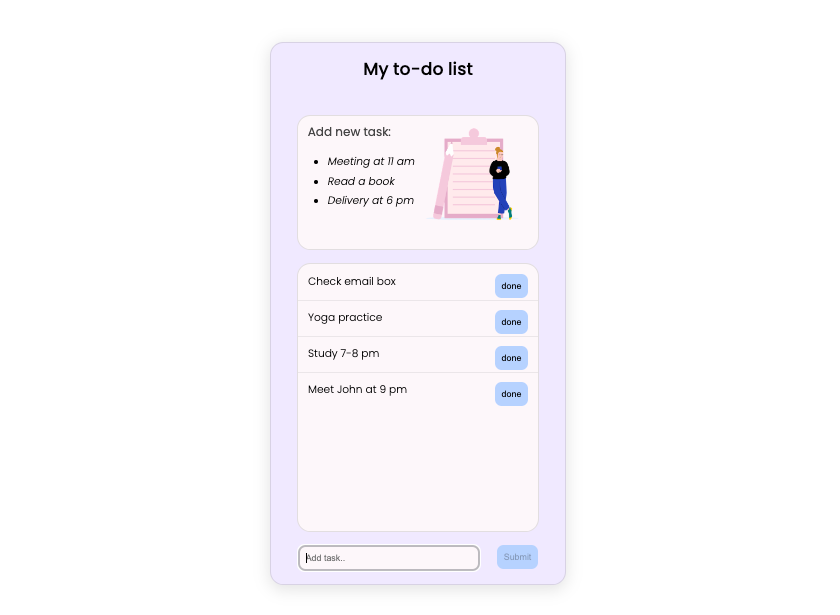 My to-do list
Add new task:
Meeting at 11 am
Read a book
Delivery at 6 pm
Check email box
done
Yoga practice
done
Study 7-8 pm
done
Meet John at 9 pm
done
Add task..
Submit